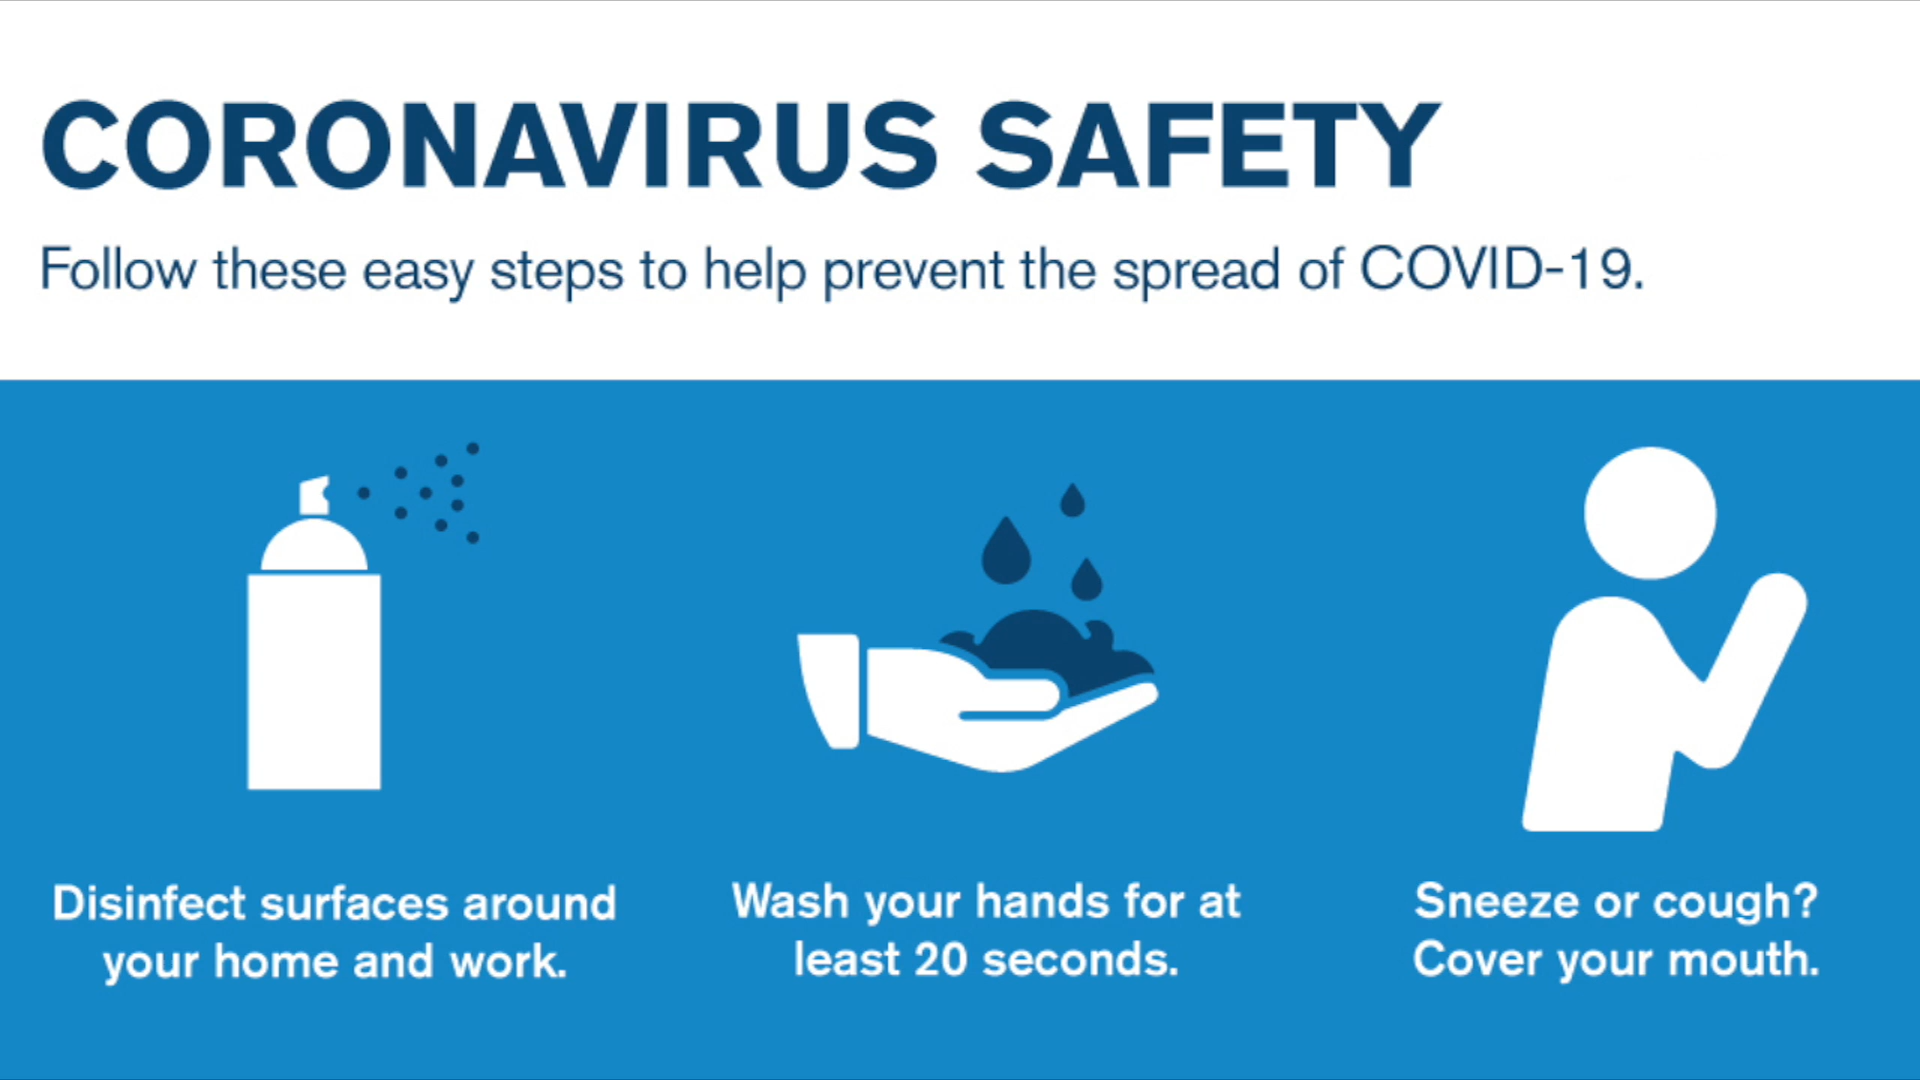 CORONAVIRUS SAFETY
Follow these easy steps to help prevent the spread of COVID-19.
Disinfect surfaces around
your home and work.
Wash your hands for at
least 20 seconds.
Sneeze or cough?
Cover your mouth.